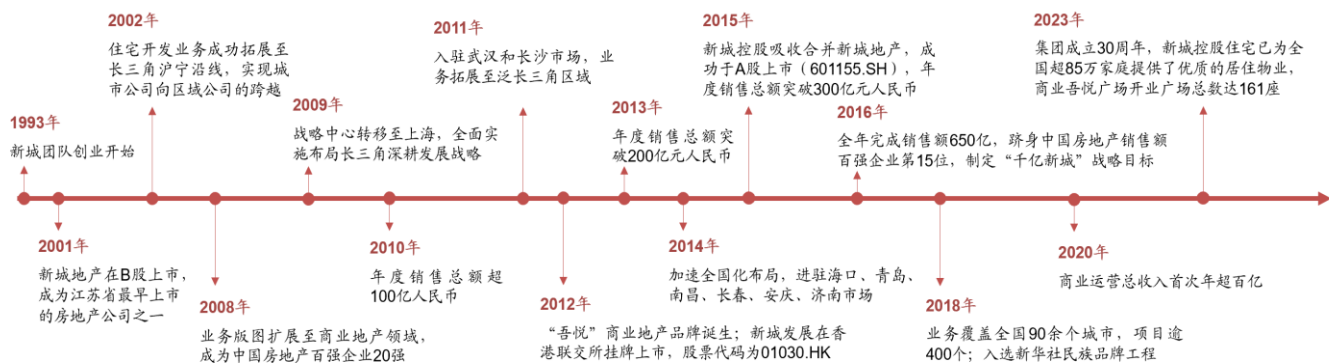 1993年
新城团队创业开始
2001年
新城地产在B股上市，
成为江苏省最早上市
的房地产公司之一
2002年
住宅开发业务成功拓展至
长三角沪宁沿线，实现城
市公司向区域公司的跨越
2008年
业务版图扩展至商业地产领域，
成为中国房地产百强企业20强
2009年
战略中心转移至上海，全面实
施布局长三角深耕发展战略
2010年
年度销售总额超
100亿人民币
2011年
入驻武汉和长沙市场，业
务拓展至泛长三角区域
2012年
“吾悦”商业地产品牌诞生；新城发展在香
港联交所挂牌上市，股票代码为01030.HK
2013年
年度销售总额突
破200亿元人民币
2014年
加速全国化布局，进驻海口、青岛、
南昌、长春、安庆、济南市场
2015年
新城控股吸收合并新城地产，成
功于A股上市（601155.SH），年
度销售总额突破300亿元人民币
2016年
全年完成销售额650亿，跻身中国房地产销售额
百强企业第15位，制定“千亿新城”战略目标
2018年
业务覆盖全国90余个城市，项目逾
400个；入选新华社民族品牌工程
2020年
商业运营总收入首次年超百亿
2023年
集团成立30周年，新城控股住宅已为全
国超85万家庭提供了优质的居住物业，
商业吾悦广场开业广场总数达161座